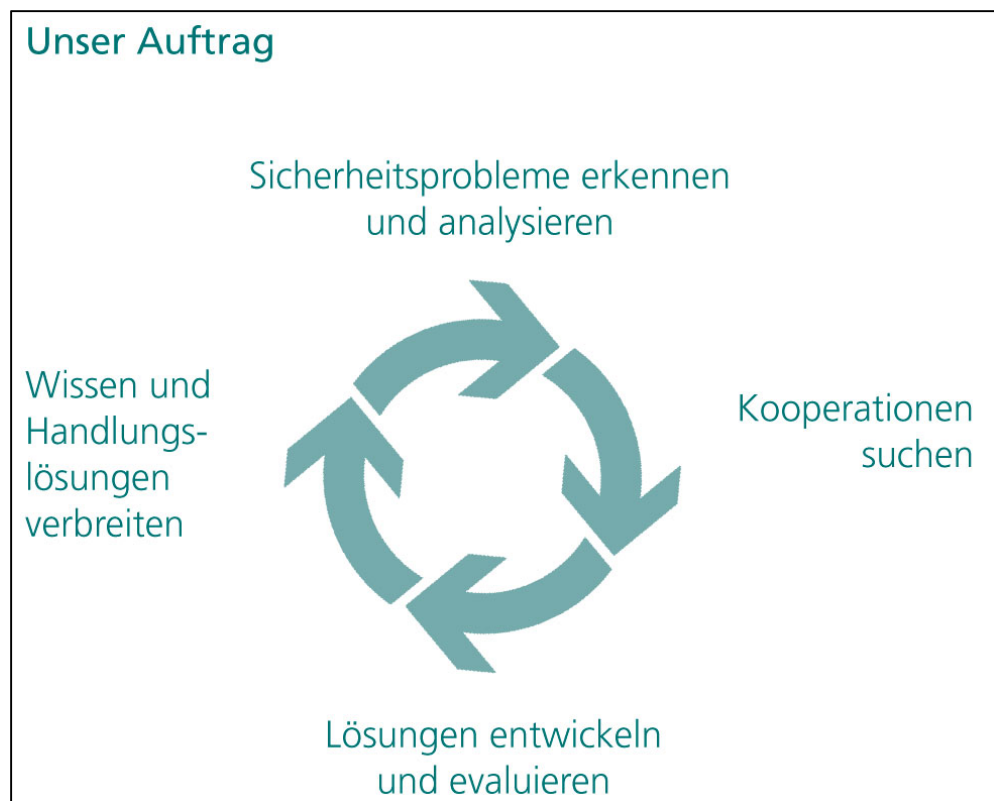 Unser Auftrag
Sicherheitsprobleme erkennen
und analysieren
Kooperationen
suchen
Lösungen entwickeln
und evaluieren
Wissen und
Handlungs-
lösungen
verbreiten